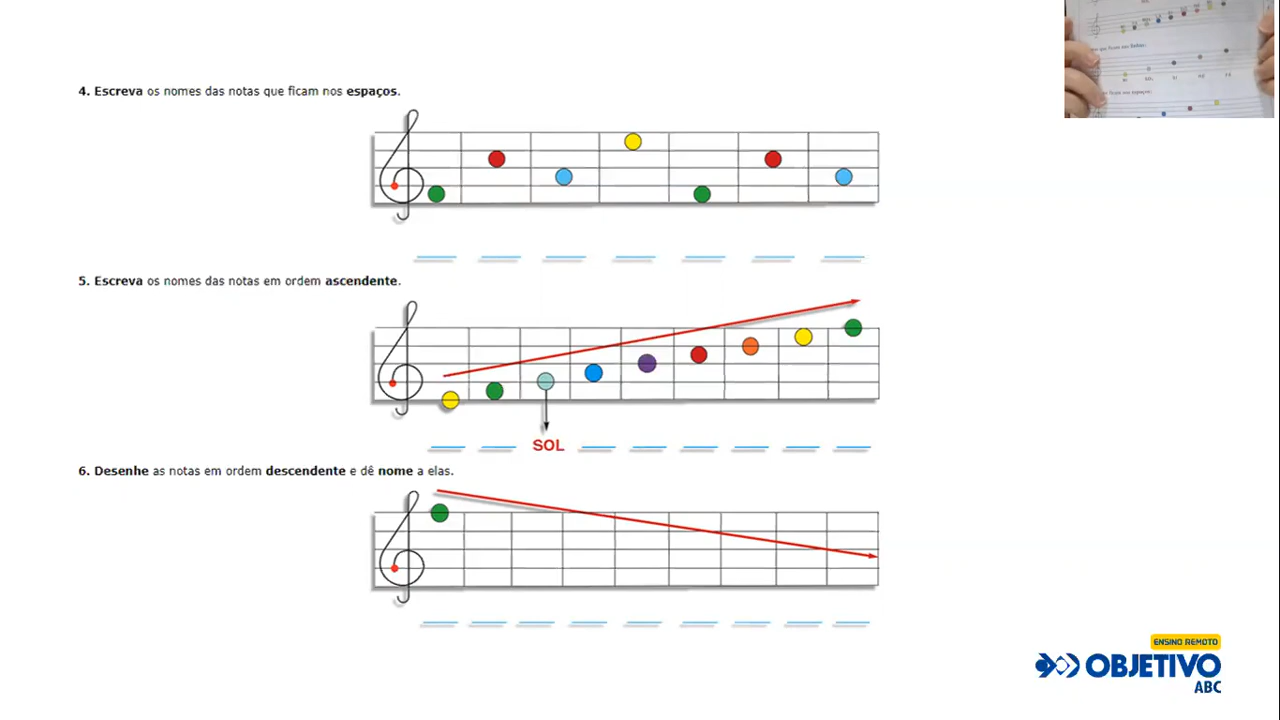 4. Escreva os nomes das notas que ficam nos espaços.
5. Escreva os nomes das notas em ordem ascendente.
SOL
6. Desenhe as notas em ordem descendente e dê nome a elas.
ENSINO REMOTO
OBJETIVO
ABC